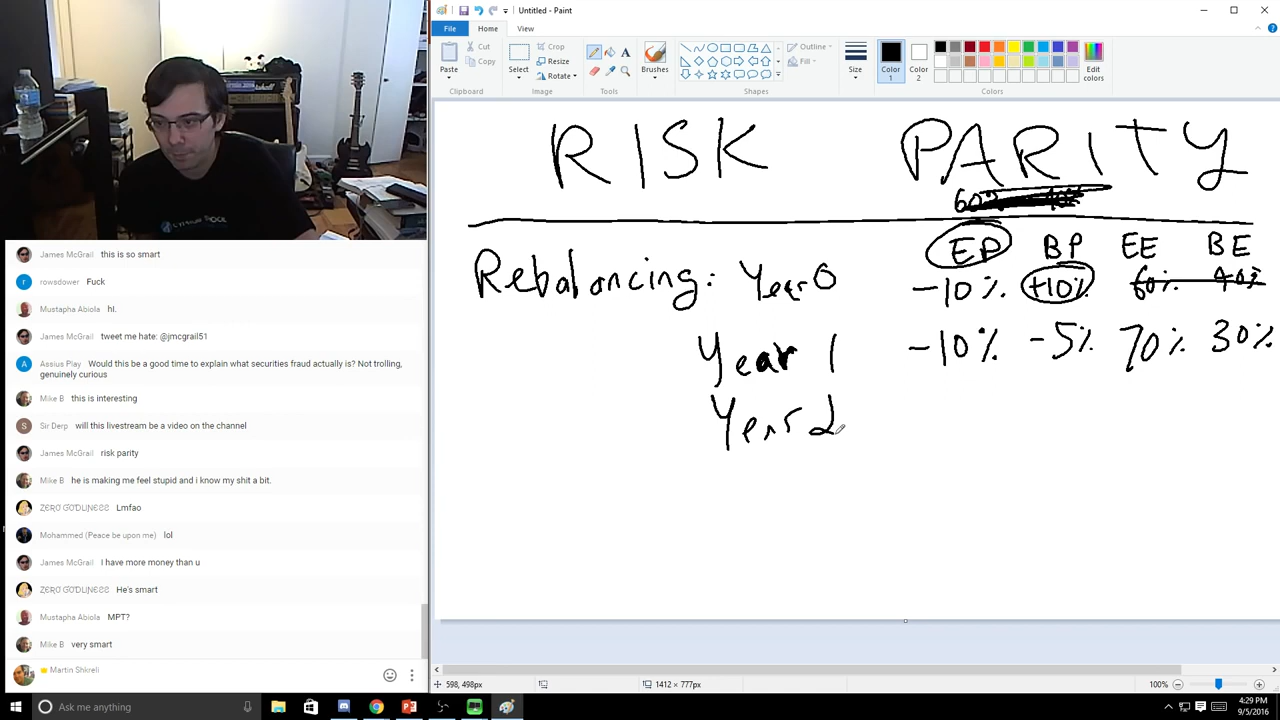 Untitled - Paint
File
Home
View
Paste
Cut
Copy
Clipboard
Select
Crop
Resize
Rotate
Image
Tools
Brushes
Shapes
Outline
Fill
Size
Color 1
Color 2
Edit colors
Colors
RISK PARITY
60% 40%
Rebalancing: Year 0
EP BP EE BE
-10% +10% 60% 40%
Year 1 -10% -5% 70% 30%
Year 2
James McGrail this is so smart
r rowsdower Fuck
Mustapha Abiola hI.
James McGrail tweet me hate: @jmcgrail51
A Assius Play Would this be a good time to explain what securities fraud actually is? Not trolling,
genuinely curious
Mike B this is interesting
S Sir Derp will this livestream be a video on the channel
James McGrail risk parity
Mike B he is making me feel stupid and i know my shit a bit.
ZERO GODLINESS Lmfao
Mohammed (Peace be upon me) lol
James McGrail I have more money than u
ZERO GODLINESS He's smart
Mustapha Abiola MPT?
Mike B very smart
Martin Shkreli
598, 498px
1412 × 777px
100%
Ask me anything
4:29 PM
9/5/2016